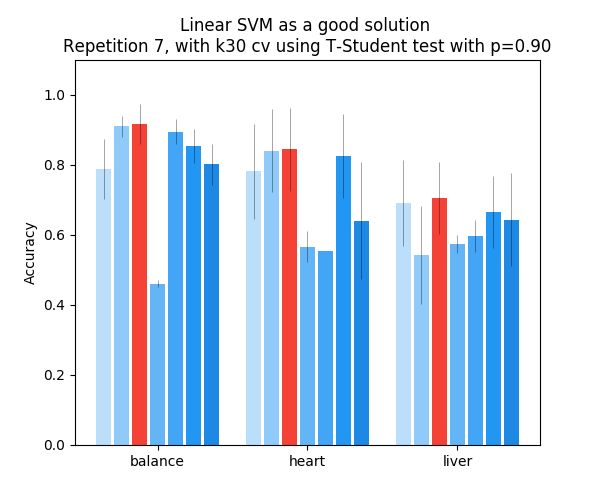 Linear SVM as a good solution
Repetition 7, with k30 cv using T-Student test with p=0.90
1.0
0.8
0.6
0.4
0.2
0.0
Accuracy
balance heart liver